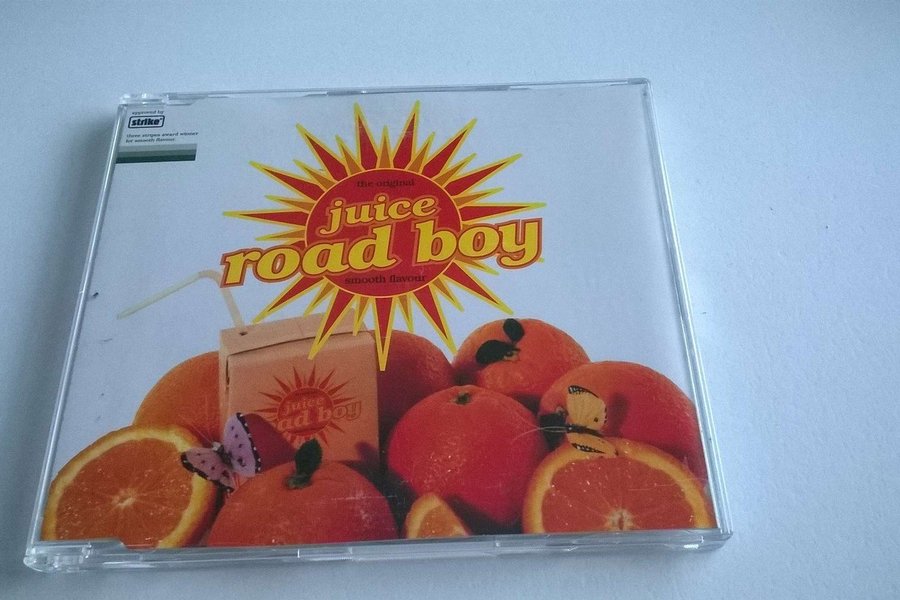 approved by
strike
three stripes award winner
for smooth flavour.
the original
juice
road boy
smooth flavour
juice
road boy